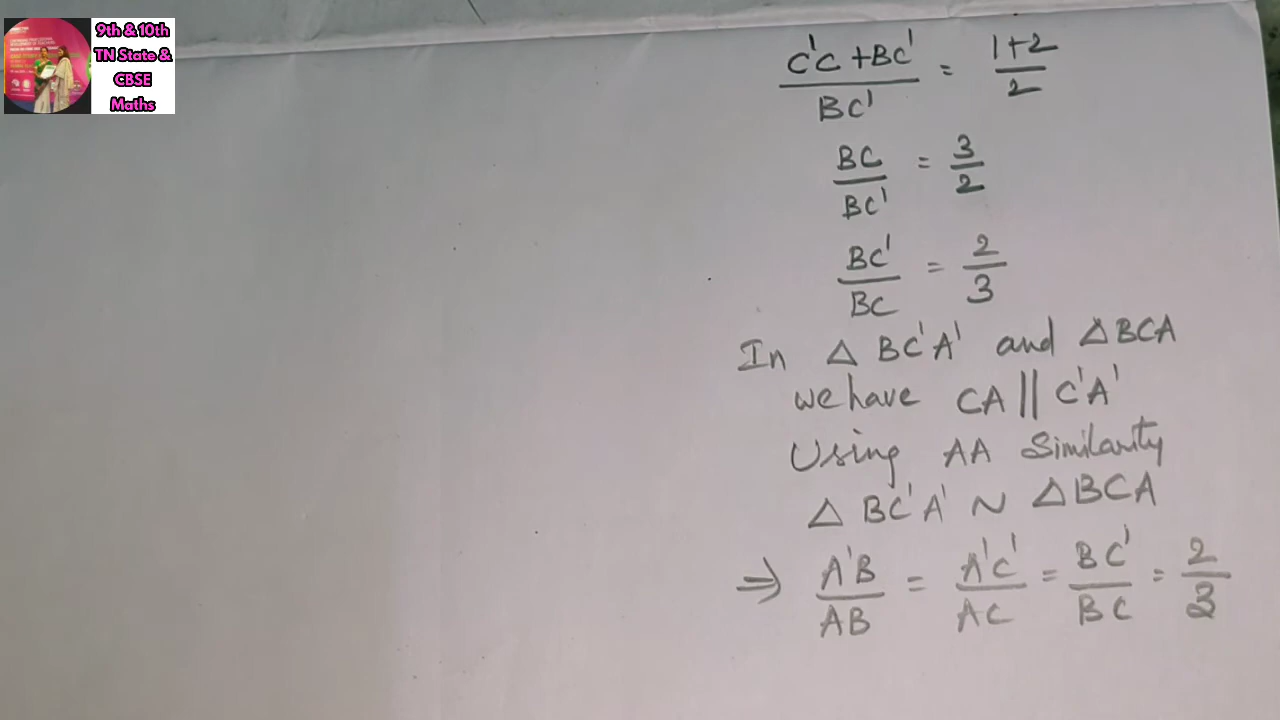 9th & 10th
TN State &
CBSE
Maths
C'C + BC' / BC' = 1+2 / 2
BC / BC' = 3 / 2
BC' / BC = 2 / 3
In △ BC'A' and △BCA
we have CA || C'A'
Using AA Similarity
△ BC'A' ~ △BCA
⇒ A'B / AB = A'C' / AC = BC' / BC = 2 / 3